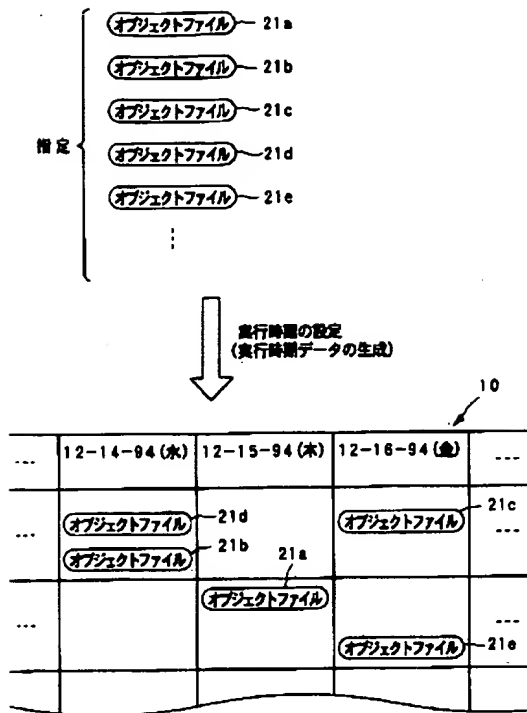 オブジェクトファイル 21a
オブジェクトファイル 21b
オブジェクトファイル 21c
指定
オブジェクトファイル 21d
オブジェクトファイル 21e
⋮
実行時期の設定
(実行時期データの生成)
10
... 12-14-94(水) 12-15-94(木) 12-16-94(金) ...
... オブジェクトファイル 21d オブジェクトファイル 21c ...
オブジェクトファイル 21b
21a
... オブジェクトファイル ...
オブジェクトファイル 21e